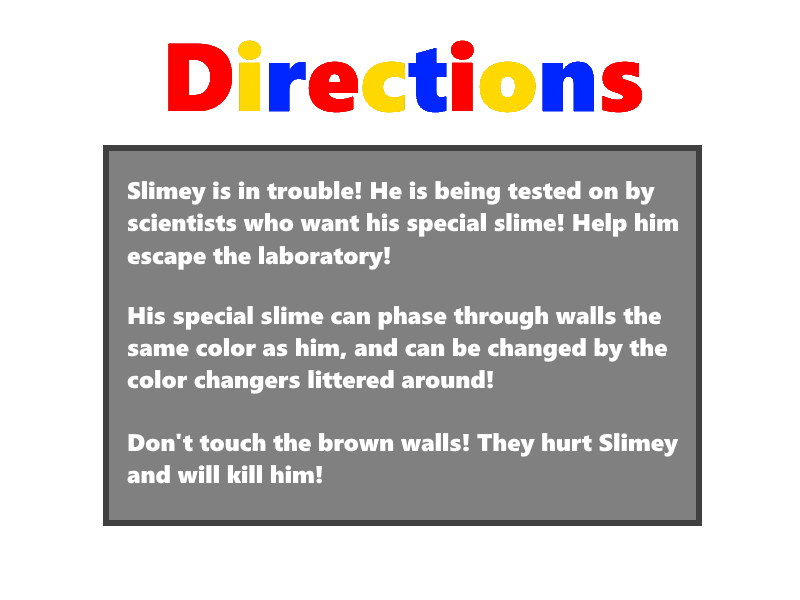 Directions
Slimey is in trouble! He is being tested on by
scientists who want his special slime! Help him
escape the laboratory!
His special slime can phase through walls the
same color as him, and can be changed by the
color changers littered around!
Don't touch the brown walls! They hurt Slimey
and will kill him!